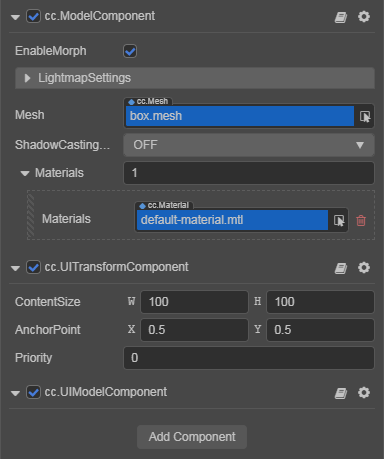 cc.ModelComponent
EnableMorph
LightmapSettings
cc.Mesh
Mesh box.mesh
ShadowCasting... OFF
Materials 1
cc.Material
Materials default-material.mtl
cc.UITransformComponent
ContentSize W 100 H 100
AnchorPoint X 0.5 Y 0.5
Priority 0
cc.UIModelComponent
Add Component